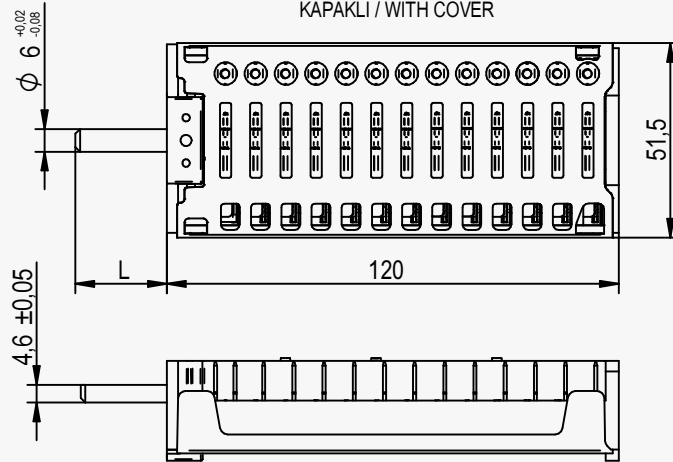 KAPAKLI / WITH COVER
ϕ 6 +0,02 -0,08
51,5
L
120
4,6 ±0,05